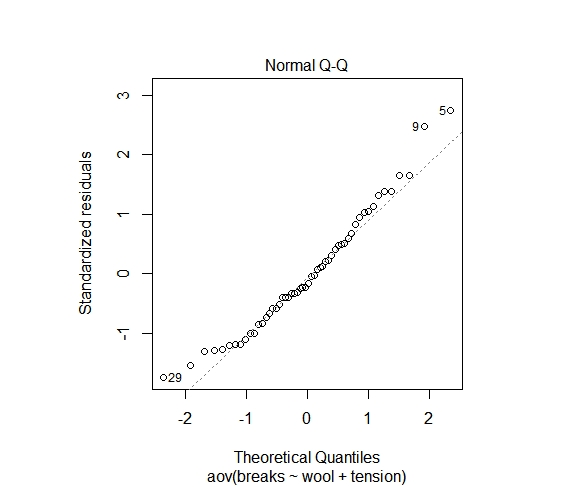 Normal Q-Q
3
2
1
0
-1
5
9
29
-2 -1 0 1 2
Standardized residuals
Theoretical Quantiles
aov(breaks ~ wool + tension)